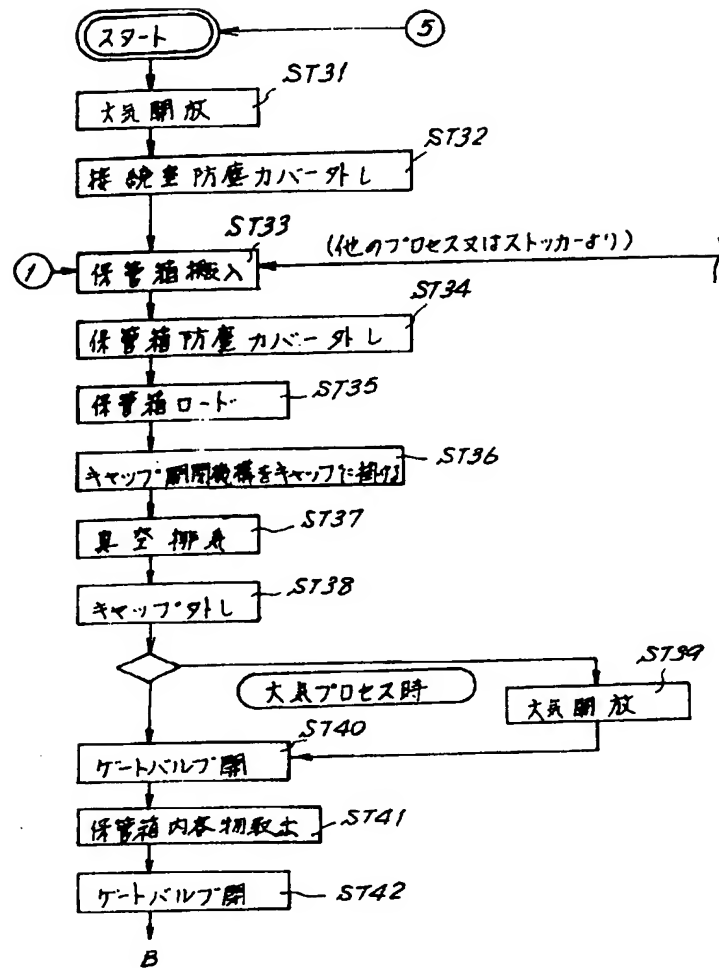 スタート
5
ST31
大気開放
ST32
接続室防塵カバー外し
ST33
(他のプロセス又はストッカーより)
1
保管箱搬入
ST34
保管箱防塵カバー外し
ST35
保管箱ロード
ST36
キャップ開閉機構をキャップに掛ける
ST37
真空排気
ST38
キャップ外し
ST39
大気プロセス時
大気開放
ST40
ゲートバルブ開
ST41
保管箱内容物取出
ST42
ゲートバルブ閉
B